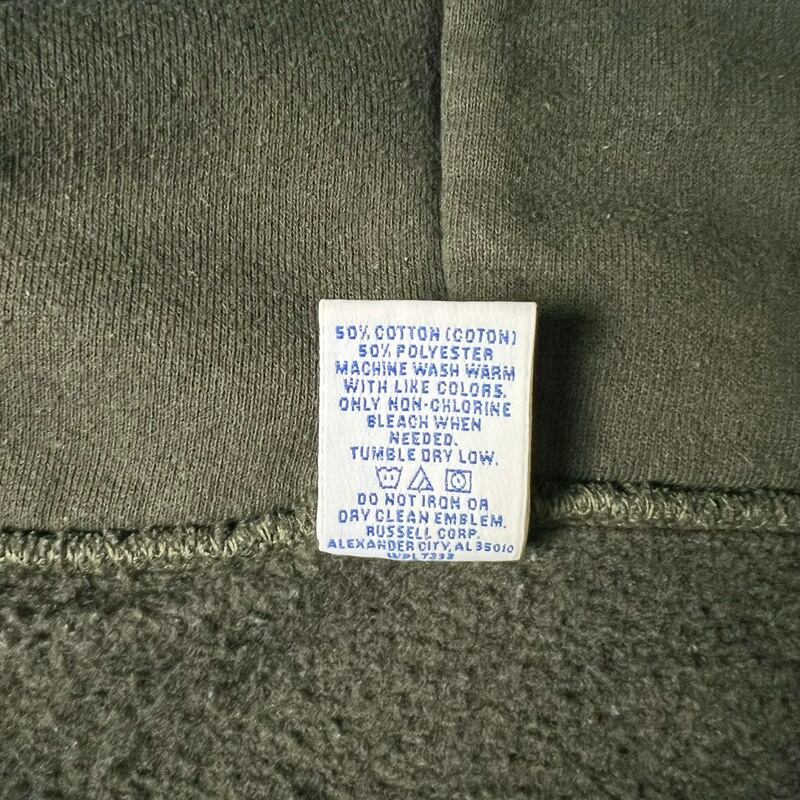 50% COTTON (COTON)
50% POLYESTER
MACHINE WASH WARM
WITH LIKE COLORS.
ONLY NON-CHLORINE
BLEACH WHEN
NEEDED.
TUMBLE DRY LOW.
DO NOT IRON OR
DRY CLEAN EMBLEM.
RUSSELL CORP.
ALEXANDER CITY, AL 35010